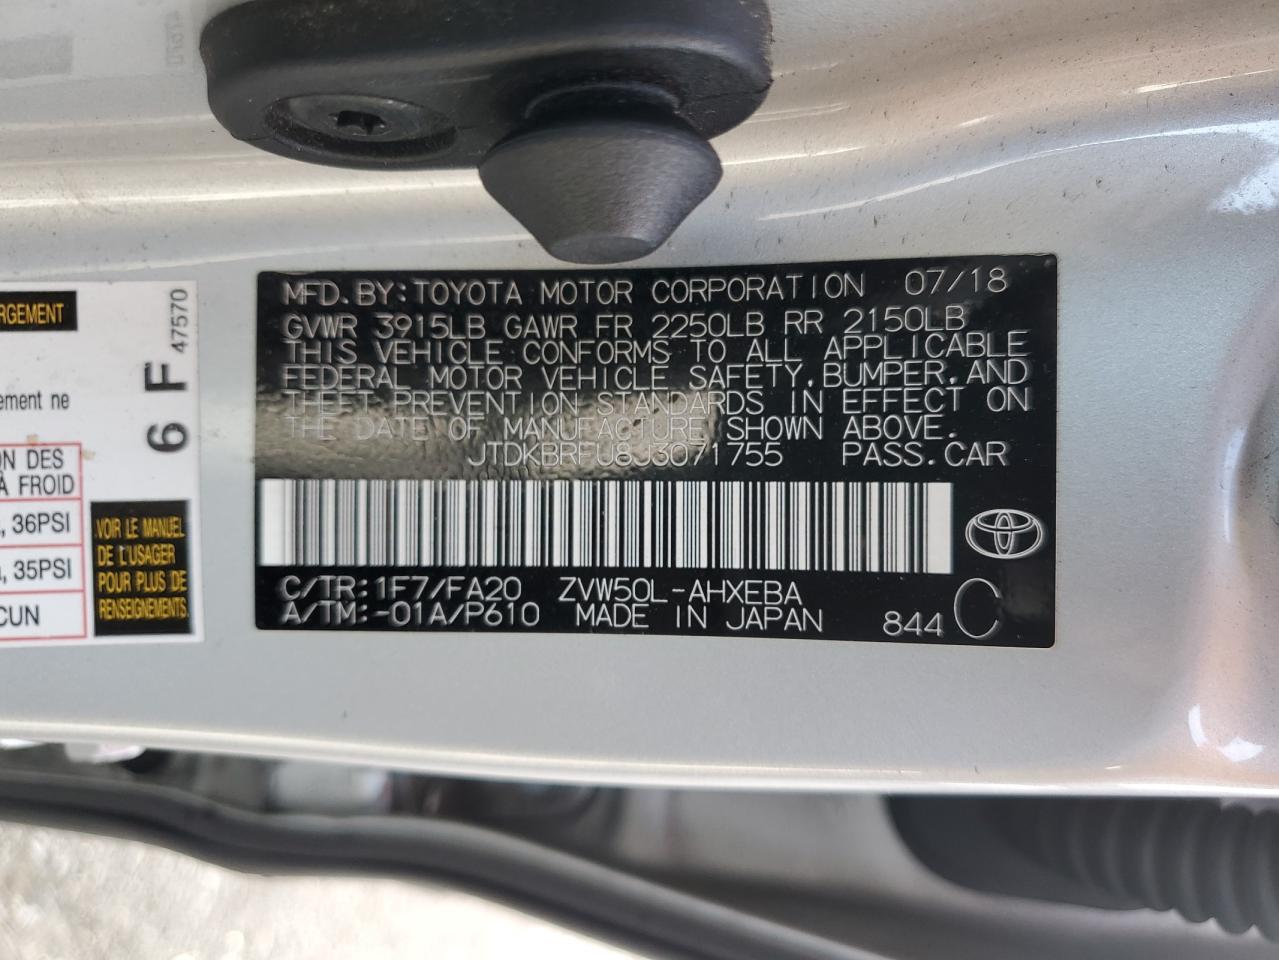 RGEMENT
ement ne
ON DES
À FROID
, 36PSI
, 35PSI
CUN
6 F 47570
VOIR LE MANUEL
DE L'USAGER
POUR PLUS DE
RENSEIGNEMENTS
MFD.BY:TOYOTA MOTOR CORPORATION 07/18
GVWR 3915LB GAWR FR 2250LB RR 2150LB
THIS VEHICLE CONFORMS TO ALL APPLICABLE
FEDERAL MOTOR VEHICLE SAFETY,BUMPER,AND
THEFT PREVENTION STANDARDS IN EFFECT ON
THE DATE OF MANUFACTURE SHOWN ABOVE.
JTDKBRFU8J3071755 PASS.CAR
C/TR:1F7/FA20 ZVW50L-AHXEBA
A/TM:-01A/P610 MADE IN JAPAN 844 C